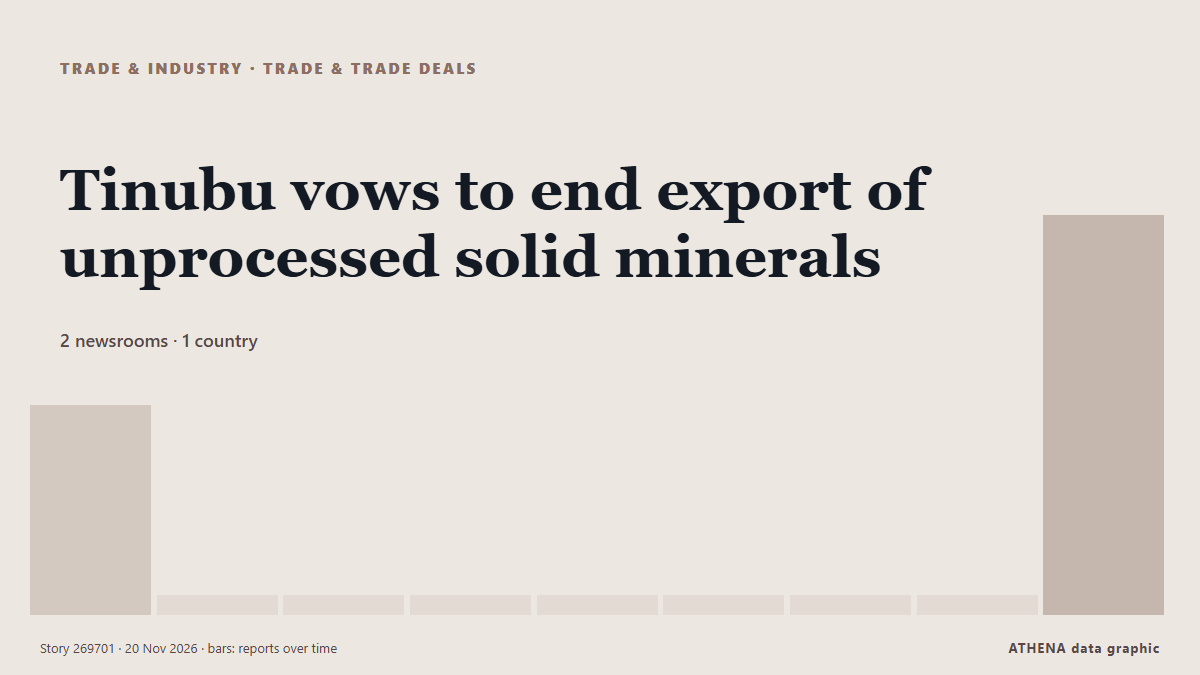 TRADE & INDUSTRY · TRADE & TRADE DEALS
Tinubu vows to end export of
unprocessed solid minerals
2 newsrooms · 1 country
Story 269701 · 20 Nov 2026 · bars: reports over time
ATHENA data graphic